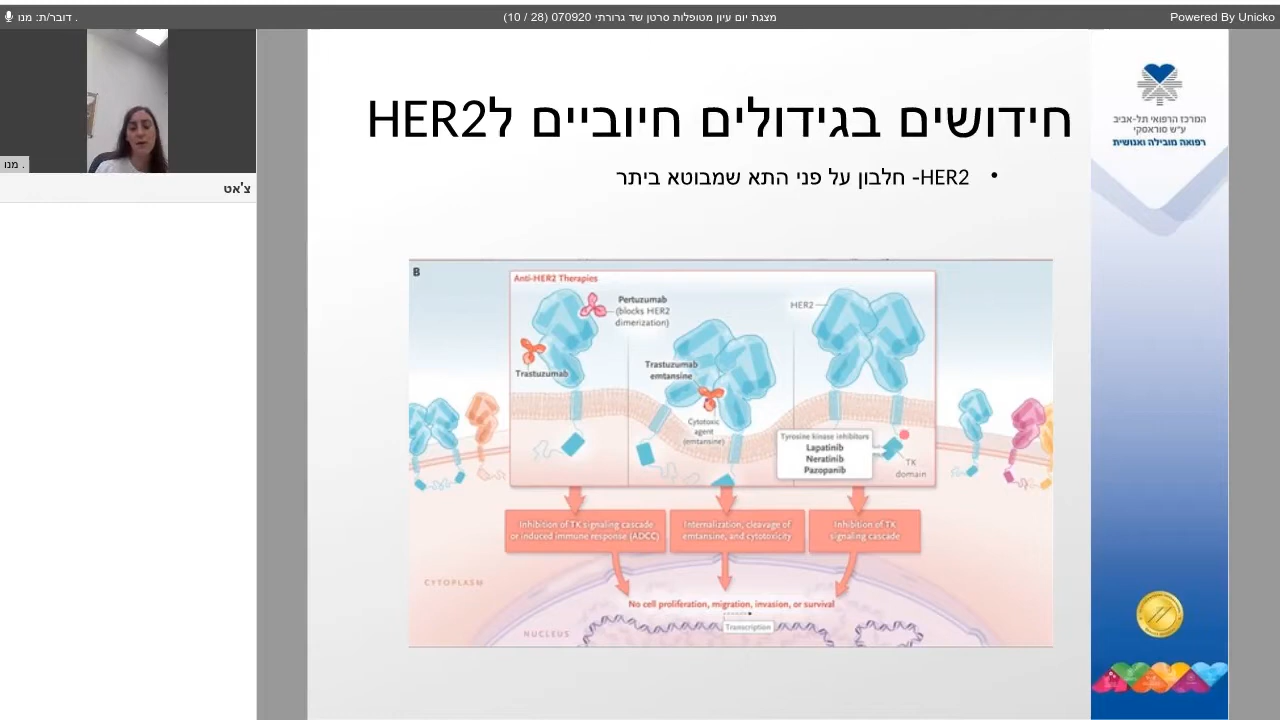 דובר/ת: מנו .
מצגת יום עיון מטופלות סרטן שד גרורתי 070920 (28 / 10)
Powered By Unicko
מנו .
צ'אט
חידושים בגידולים חיוביים לHER2
המרכז הרפואי תל-אביב
ע"ש סוראסקי
רפואה מובילה ואנושית
• HER2- חלבון על פני התא שמבוטא ביתר
B
Anti-HER2 Therapies
Pertuzumab
(blocks HER2
dimerization)
HER2
Trastuzumab
Trastuzumab
emtansine
Cytotoxic
agent
(emtansine)
Tyrosine kinase inhibitors
Lapatinib
Neratinib
Pazopanib
TK
domain
Inhibition of TK signaling cascade
or induced immune response (ADCC)
Internalization, cleavage of
emtansine, and cytotoxicity
Inhibition of TK
signaling cascade
CYTOPLASM
No cell proliferation, migration, invasion, or survival
Transcription
NUCLEUS